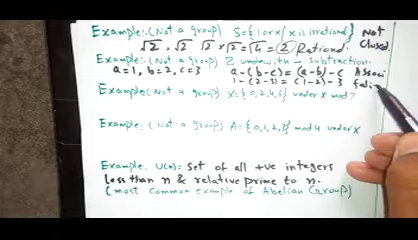 Example:- (Not a group) S = {1 or x / x is irrational} Not
√2 . √2 √2 × √2 = √4 = 2 Rational. Closed.
Example (Not a group) Z under with - subtraction.
a=1, b=2, c=3 a-(b-c) = (a-b)-c Associ
1-(2-3) = (1-2)-3 fa
Example (Not a group) X = {0, 2, 4, 6} under x mod
Example: (Not a group) A = {0, 1, 2, 3} mod 4 under x
Example. U(n) = Set of all +ve integers
less than n & relative prime to n.
(most common example of Abelian Group)